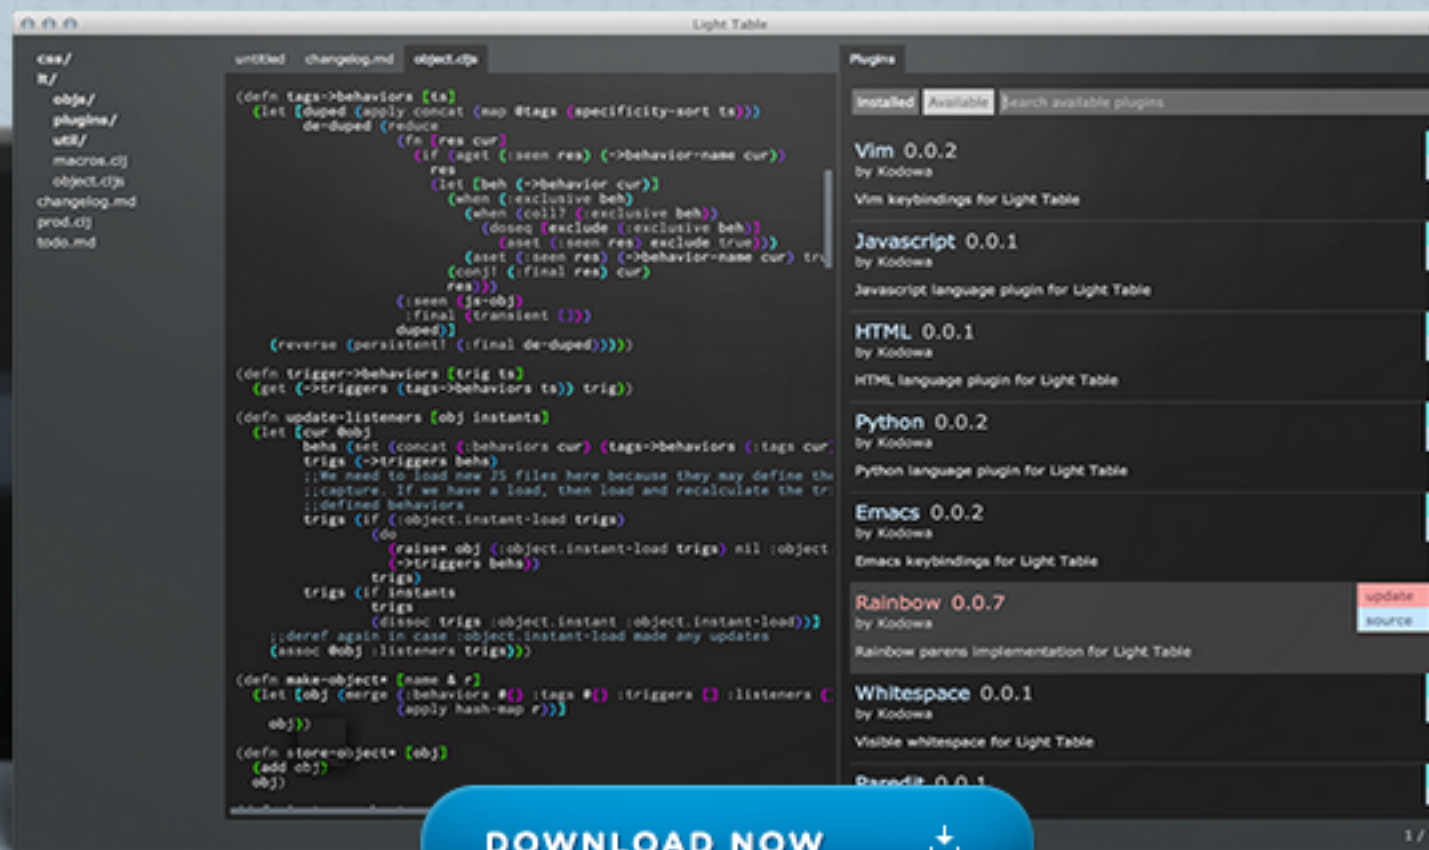 Light Table
css/
lt/
objs/
plugins/
util/
macros.clj
object.cljs
changelog.md
prod.clj
todo.md
untitled changelog.md object.cljs
(defn tags->behaviors [ts]
(let [duped (apply concat (map @tags (specificity-sort ts)))
de-duped (reduce
(fn [res cur]
(if (aget (:seen res) (->behavior-name cur))
res
(let [beh (->behavior cur)]
(when (:exclusive beh)
(when (coll? (:exclusive beh))
(doseq [exclude (:exclusive beh)]
(aset (:seen res) exclude true)))
(aset (:seen res) (->behavior-name cur) tru
(conj! (:final res) cur)
res)))
(:seen (js-obj)
:final (transient [])}
duped)]
(reverse (persistent! (:final de-duped)))))
(defn trigger->behaviors [trig ts]
(get (->triggers (tags->behaviors ts)) trig))
(defn update-listeners [obj instants]
(let [cur @obj
behs (set (concat (:behaviors cur) (tags->behaviors (:tags cur)
trigs (->triggers behs)
;;We need to load new JS files here because they may define the
;;capture. If we have a load, then load and recalculate the tr
;;defined behaviors
trigs (if (:object.instant-load trigs)
(do
(raise* obj (:object.instant-load trigs) nil :object
(->triggers behs))
trigs)
trigs (if instants
trigs
(dissoc trigs :object.instant :object.instant-load))]
;;deref again in case :object.instant-load made any updates
(assoc @obj :listeners trigs)))
(defn make-object* [name & r]
(let [obj (merge {:behaviors #{} :tags #{} :triggers [] :listeners {
(apply hash-map r))]
obj))
(defn store-object* [obj]
(add obj)
obj)
Plugins
Installed Available Search available plugins
Vim 0.0.2
by Kodowa
Vim keybindings for Light Table
Javascript 0.0.1
by Kodowa
Javascript language plugin for Light Table
HTML 0.0.1
by Kodowa
HTML language plugin for Light Table
Python 0.0.2
by Kodowa
Python language plugin for Light Table
Emacs 0.0.2
by Kodowa
Emacs keybindings for Light Table
Rainbow 0.0.7 update
by Kodowa source
Rainbow parens implementation for Light Table
Whitespace 0.0.1
by Kodowa
Visible whitespace for Light Table
Paredit 0.0.1
DOWNLOAD NOW
1 /